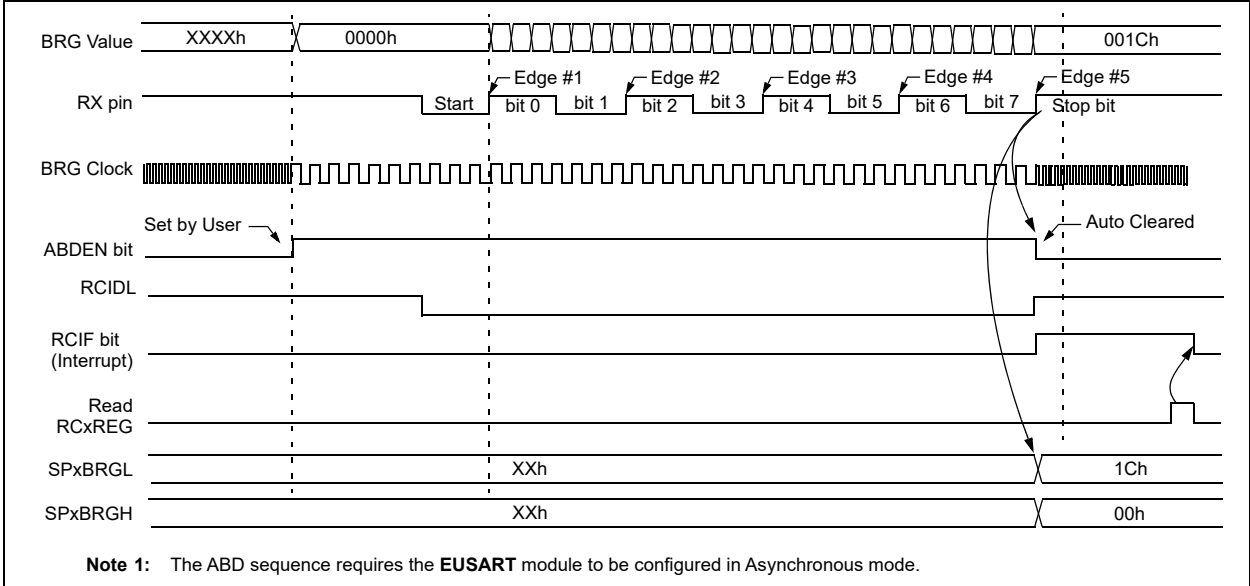 BRG Value XXXXh 0000h 001Ch
Edge #1 Edge #2 Edge #3 Edge #4 Edge #5
RX pin Start bit 0 bit 1 bit 2 bit 3 bit 4 bit 5 bit 6 bit 7 Stop bit
BRG Clock
Set by User Auto Cleared
ABDEN bit
RCIDL
RCIF bit
(Interrupt)
Read
RCxREG
SPxBRGL XXh 1Ch
SPxBRGH XXh 00h
Note 1: The ABD sequence requires the EUSART module to be configured in Asynchronous mode.